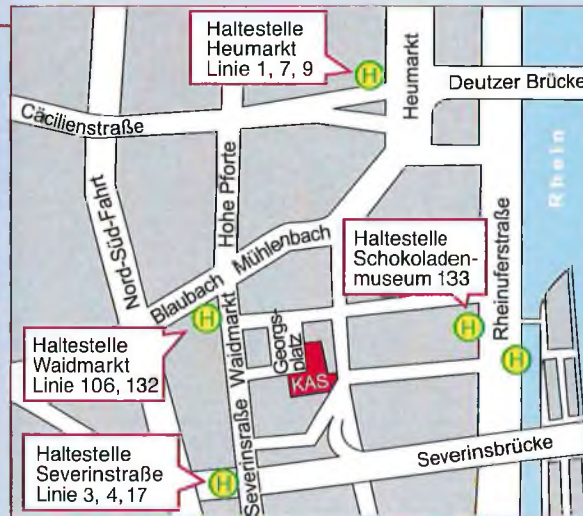 Haltestelle
Heumarkt
Linie 1, 7, 9
H
Heumarkt
Deutzer Brücke
Cäcilienstraße
Rhein
Hohe Pforte
Nord-Süd-Fahrt
Mühlenbach
Blaubach
Haltestelle
Schokoladen-
museum 133
Rheinuferstraße
H
H
H
Waidmarkt
Georgs-
platz
KAS
Haltestelle
Waidmarkt
Linie 106, 132
Haltestelle
Severinstraße
Linie 3, 4, 17
H
Severinsraße
Severinsbrücke